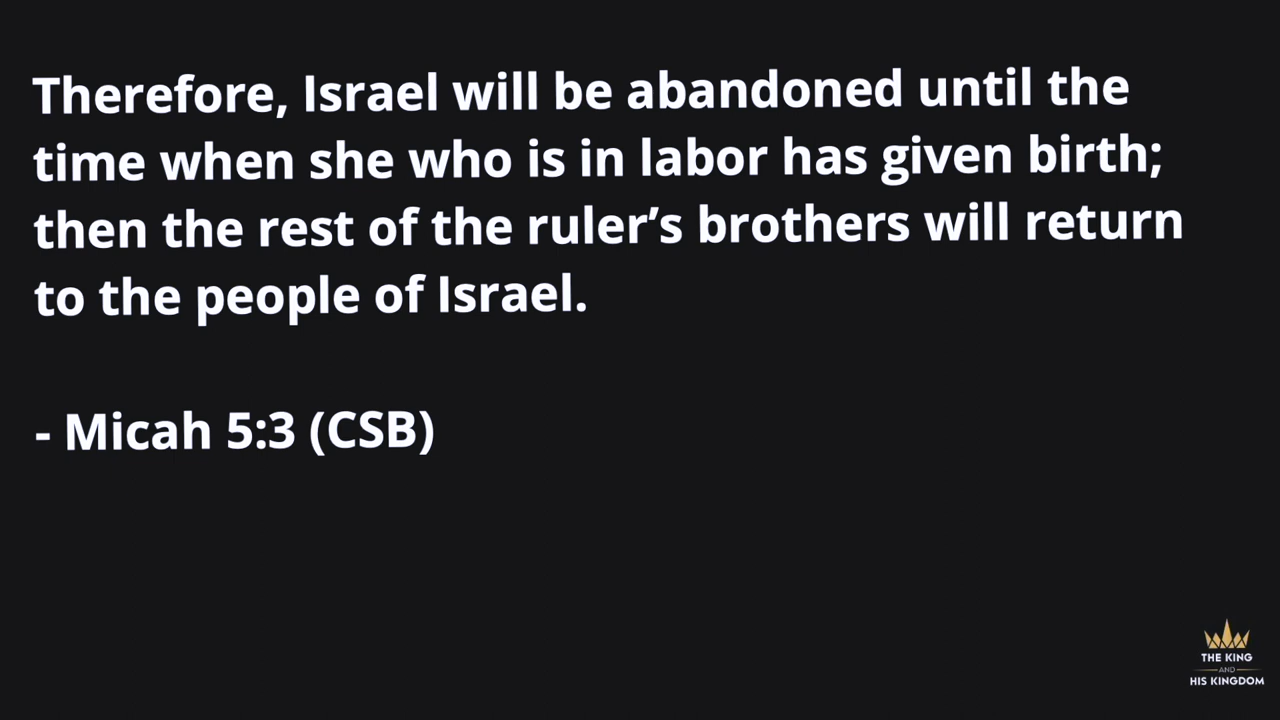 Therefore, Israel will be abandoned until the
time when she who is in labor has given birth;
then the rest of the ruler’s brothers will return
to the people of Israel.
- Micah 5:3 (CSB)
THE KING
AND
HIS KINGDOM